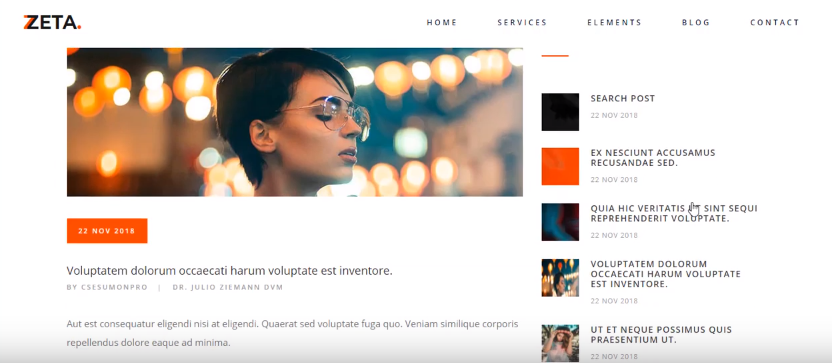 ZETA.
HOME SERVICES ELEMENTS BLOG CONTACT
22 NOV 2018
Voluptatem dolorum occaecati harum voluptate est inventore.
BY CSESUMONPRO | DR. JULIO ZIEMANN DVM
Aut est consequatur eligendi nisi at eligendi. Quaerat sed voluptate fuga quo. Veniam similique corporis
repellendus dolore eaque ad minima.
SEARCH POST
22 NOV 2018
EX NESCIUNT ACCUSAMUS
RECUSANDAE SED.
22 NOV 2018
QUIA HIC VERITATIS SINT SEQUI
REPREHENDERIT VOLUPTATE.
22 NOV 2018
VOLUPTATEM DOLORUM
OCCAECATI HARUM VOLUPTATE
EST INVENTORE.
22 NOV 2018
UT ET NEQUE POSSIMUS QUIS
PRAESENTIUM UT.
22 NOV 2018